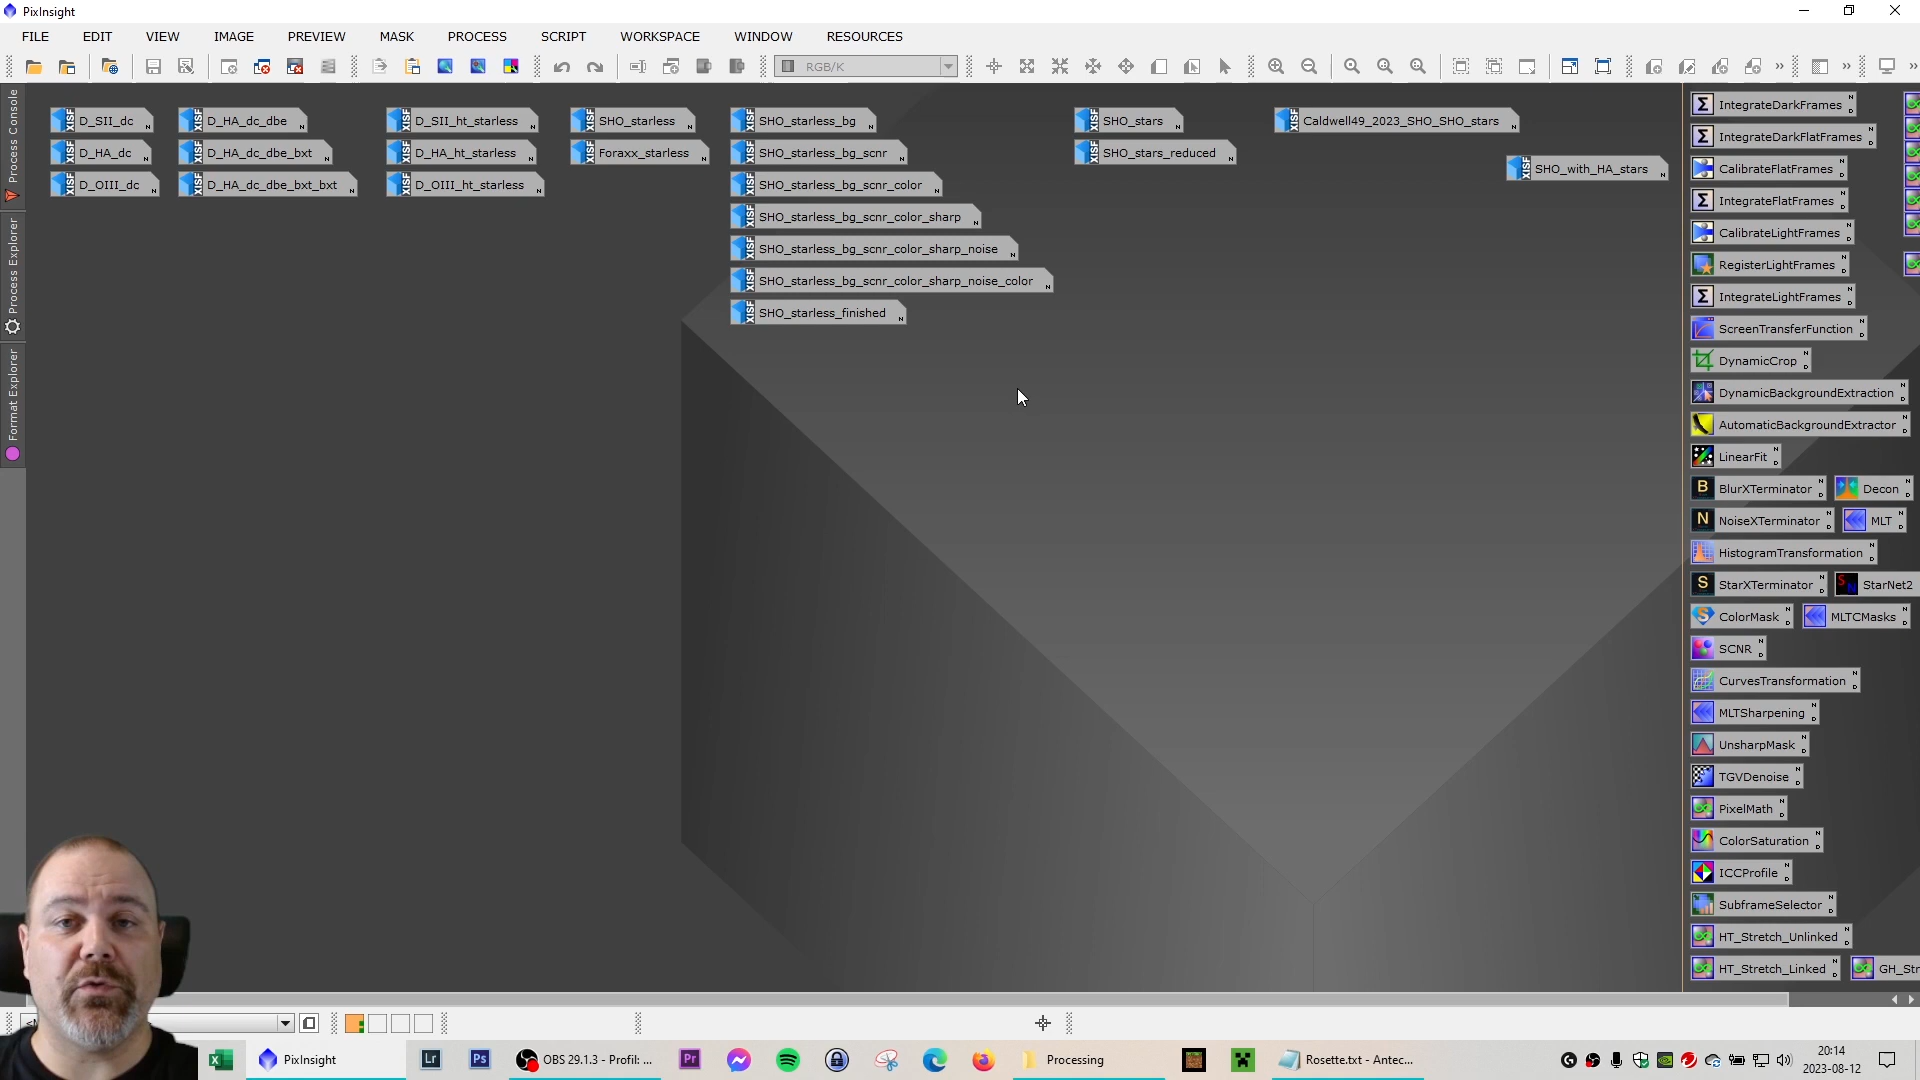 PixInsight
FILE EDIT VIEW IMAGE PREVIEW MASK PROCESS SCRIPT WORKSPACE WINDOW RESOURCES
RGB/K
Process Console
Process Explorer
Format Explorer
D_SII_dc
D_HA_dc
D_OIII_dc
D_HA_dc_dbe
D_HA_dc_dbe_bxt
D_HA_dc_dbe_bxt_bxt
D_SII_ht_starless
D_HA_ht_starless
D_OIII_ht_starless
SHO_starless
Foraxx_starless
SHO_starless_bg
SHO_starless_bg_scnr
SHO_starless_bg_scnr_color
SHO_starless_bg_scnr_color_sharp
SHO_starless_bg_scnr_color_sharp_noise
SHO_starless_bg_scnr_color_sharp_noise_color
SHO_starless_finished
SHO_stars
SHO_stars_reduced
Caldwell49_2023_SHO_SHO_stars
SHO_with_HA_stars
IntegrateDarkFrames
IntegrateDarkFlatFrames
CalibrateFlatFrames
IntegrateFlatFrames
CalibrateLightFrames
RegisterLightFrames
IntegrateLightFrames
ScreenTransferFunction
DynamicCrop
DynamicBackgroundExtraction
AutomaticBackgroundExtractor
LinearFit
BlurXTerminator Decon
NoiseXTerminator MLT
HistogramTransformation
StarXTerminator StarNet2
ColorMask MLTCMasks
SCNR
CurvesTransformation
MLTSharpening
UnsharpMask
TGVDenoise
PixelMath
ColorSaturation
ICCProfile
SubframeSelector
HT_Stretch_Unlinked
HT_Stretch_Linked GH_Str
PixInsight
Lr
Ps
OBS 29.1.3 - Profil: ...
Pr
Processing
Rosette.txt - Antec...
20:14
2023-08-12